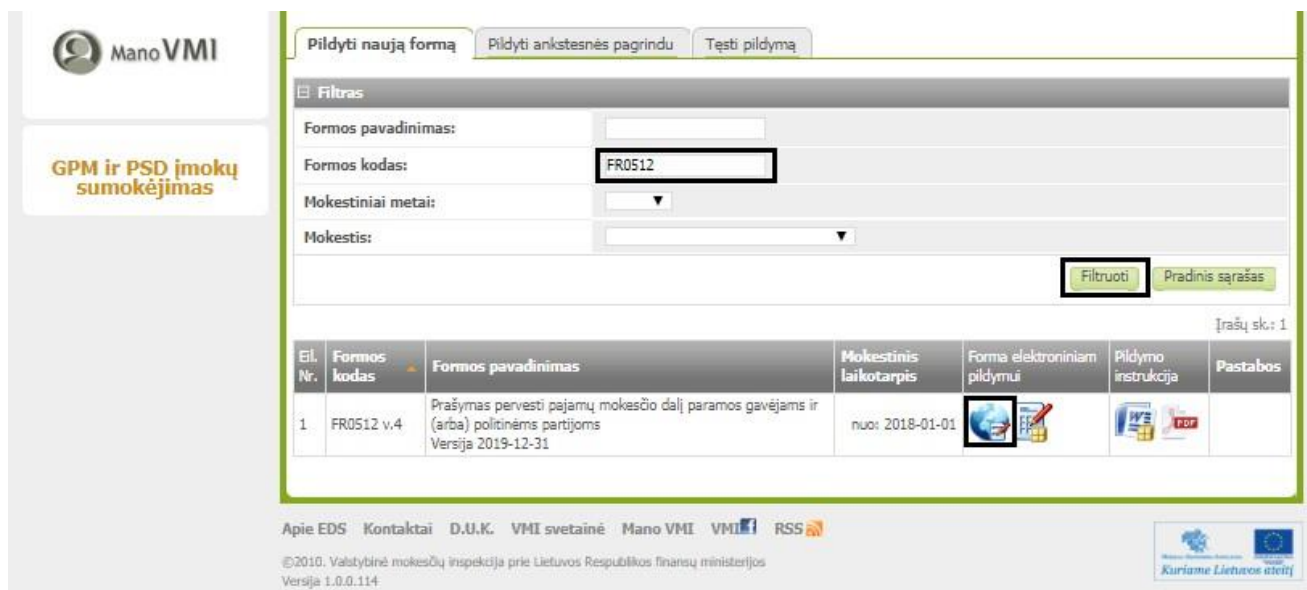 Mano VMI
GPM ir PSD įmokų
sumokėjimas
Pildyti naują formą Pildyti ankstesnės pagrindu Tęsti pildymą
Filtras
Formos pavadinimas:
Formos kodas: FR0512
Mokestiniai metai:
Mokestis:
Filtruoti Pradinis sąrašas
Įrašų sk.: 1
Eil. Nr. Formos kodas Formos pavadinimas Mokestinis laikotarpis Forma elektroniniam pildymui Pildymo instrukcija Pastabos
1 FR0512 v.4 Prašymas pervesti pajamų mokesčio dalį paramos gavėjams ir
(arba) politinėms partijoms nuo: 2018-01-01
Versija 2019-12-31
PDF
Apie EDS Kontaktai D.U.K. VMI svetainė Mano VMI VMI RSS
©2010. Valstybinė mokesčių inspekcija prie Lietuvos Respublikos finansų ministerijos
Versija 1.0.0.114
Kuriame Lietuvos ateitį